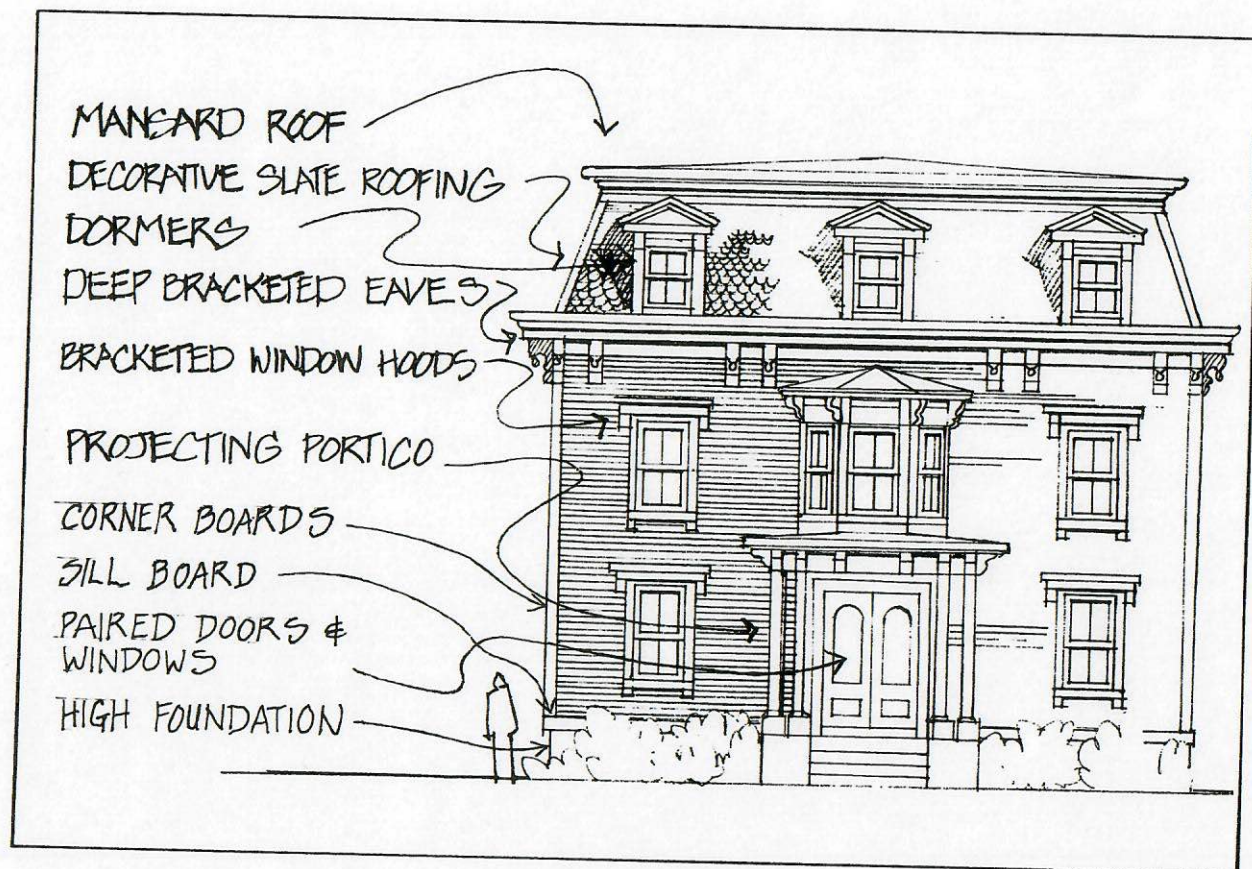 MANSARD ROOF
DECORATIVE SLATE ROOFING
DORMERS
DEEP BRACKETED EAVES
BRACKETED WINDOW HOODS
PROJECTING PORTICO
CORNER BOARDS
SILL BOARD
PAIRED DOORS &
WINDOWS
HIGH FOUNDATION